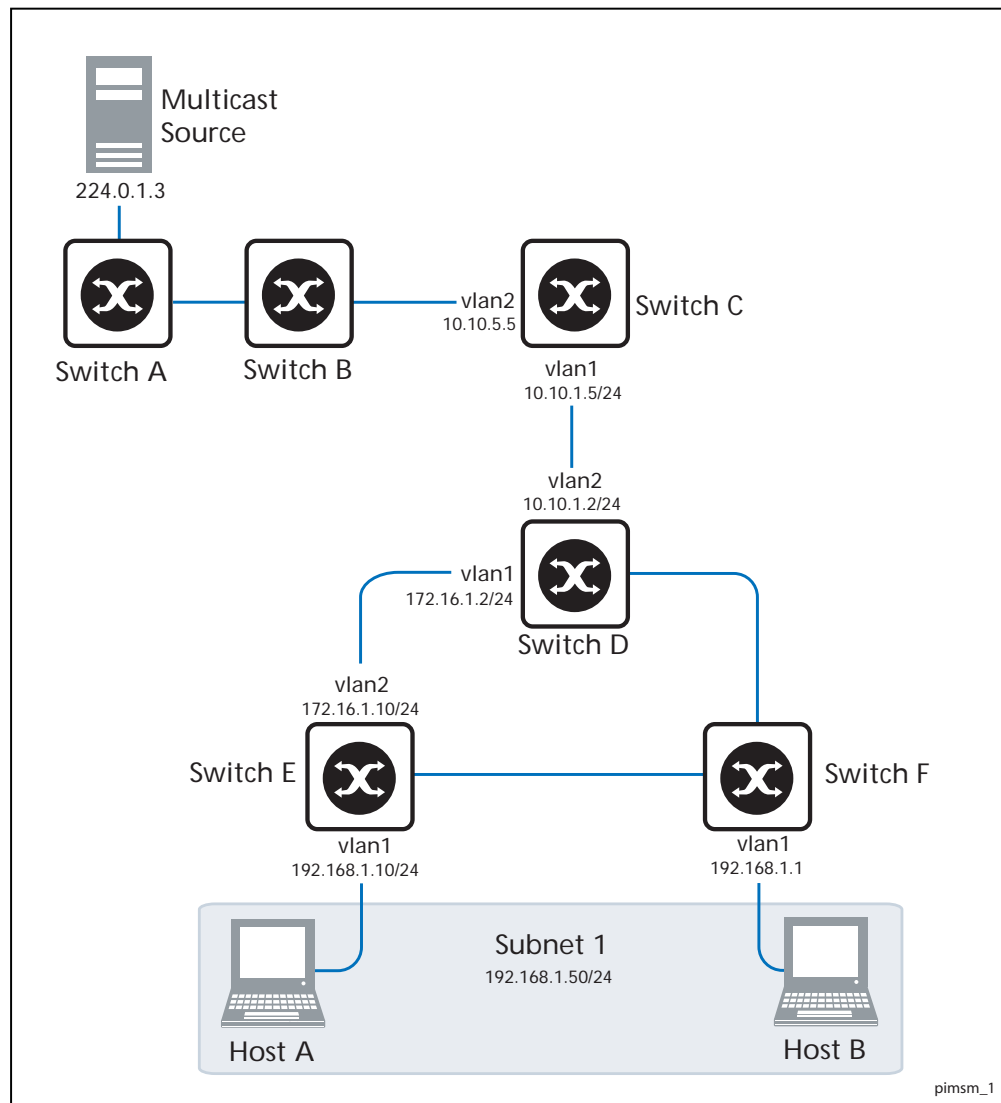 Multicast
Source
224.0.1.3
Switch A
Switch B
vlan2
10.10.5.5
Switch C
vlan1
10.10.1.5/24
vlan2
10.10.1.2/24
vlan1
172.16.1.2/24
Switch D
vlan2
172.16.1.10/24
Switch E
Switch F
vlan1
192.168.1.10/24
vlan1
192.168.1.1
Subnet 1
192.168.1.50/24
Host A
Host B
pimsm_1